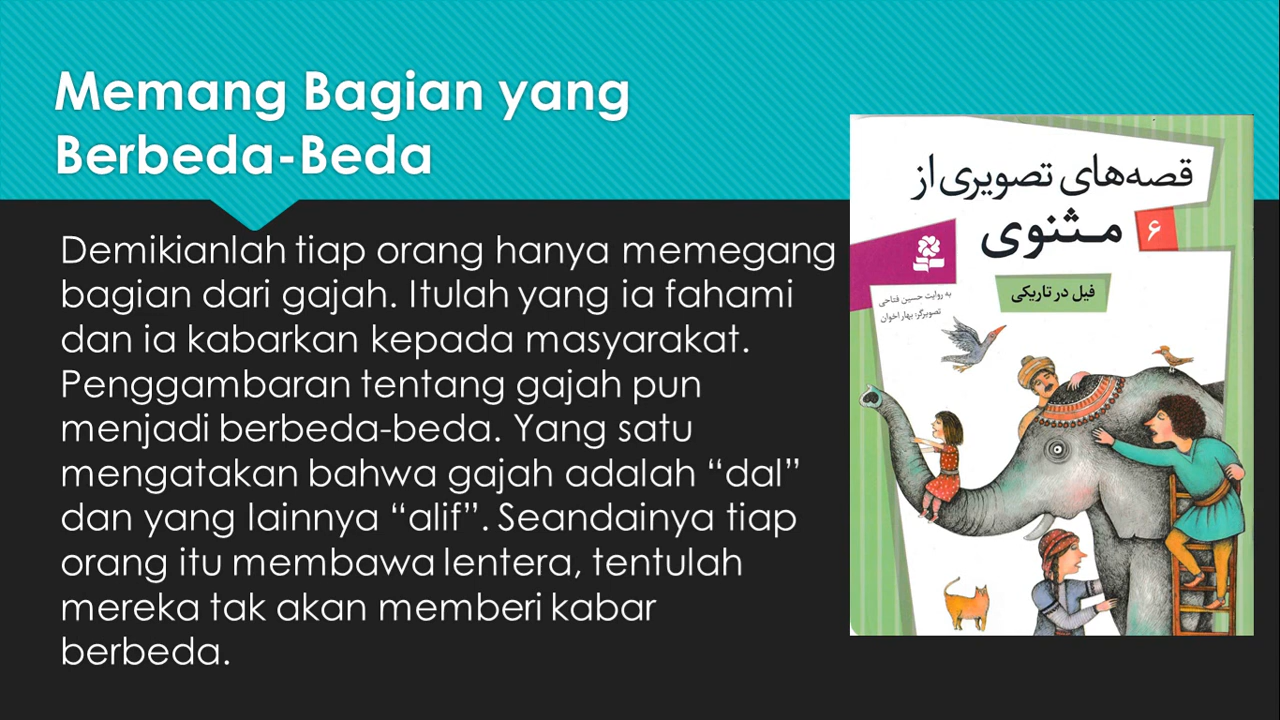 Memang Bagian yang
Berbeda-Beda
Demikianlah tiap orang hanya memegang
bagian dari gajah. Itulah yang ia fahami
dan ia kabarkan kepada masyarakat.
Penggambaran tentang gajah pun
menjadi berbeda-beda. Yang satu
mengatakan bahwa gajah adalah “dal”
dan yang lainnya “alif”. Seandainya tiap
orang itu membawa lentera, tentulah
mereka tak akan memberi kabar
berbeda.
قصه‌های تصویری از
مثنوی
۶
فیل در تاریکی
به روایت حسین فتاحی
تصویرگر: بهار اخوان